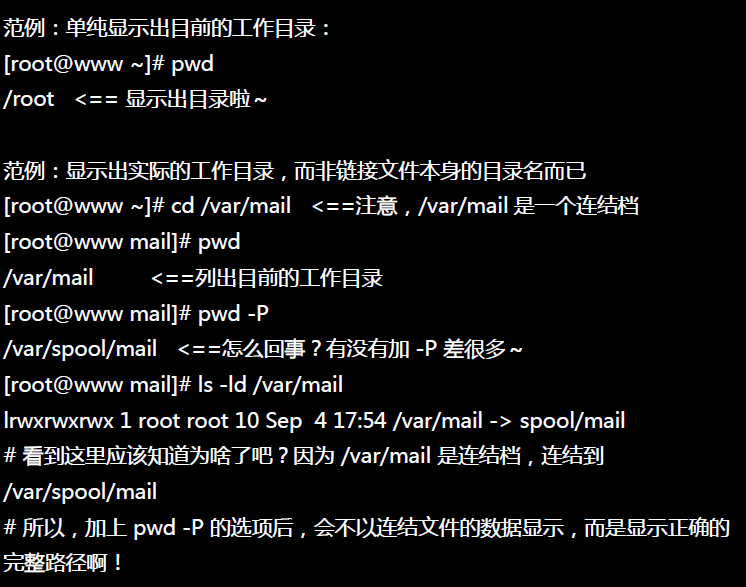 范例：单纯显示出目前的工作目录：
[root@www ~]# pwd
/root   <== 显示出目录啦～
范例：显示出实际的工作目录，而非链接文件本身的目录名而已
[root@www ~]# cd /var/mail   <==注意，/var/mail 是一个连结档
[root@www mail]# pwd
/var/mail         <==列出目前的工作目录
[root@www mail]# pwd -P
/var/spool/mail   <==怎么回事？有没有加 -P 差很多～
[root@www mail]# ls -ld /var/mail
lrwxrwxrwx 1 root root 10 Sep  4 17:54 /var/mail -> spool/mail
# 看到这里应该知道为啥了吧？因为 /var/mail 是连结档，连结到
/var/spool/mail
# 所以，加上 pwd -P 的选项后，会不以连结文件的数据显示，而是显示正确的
完整路径啊！